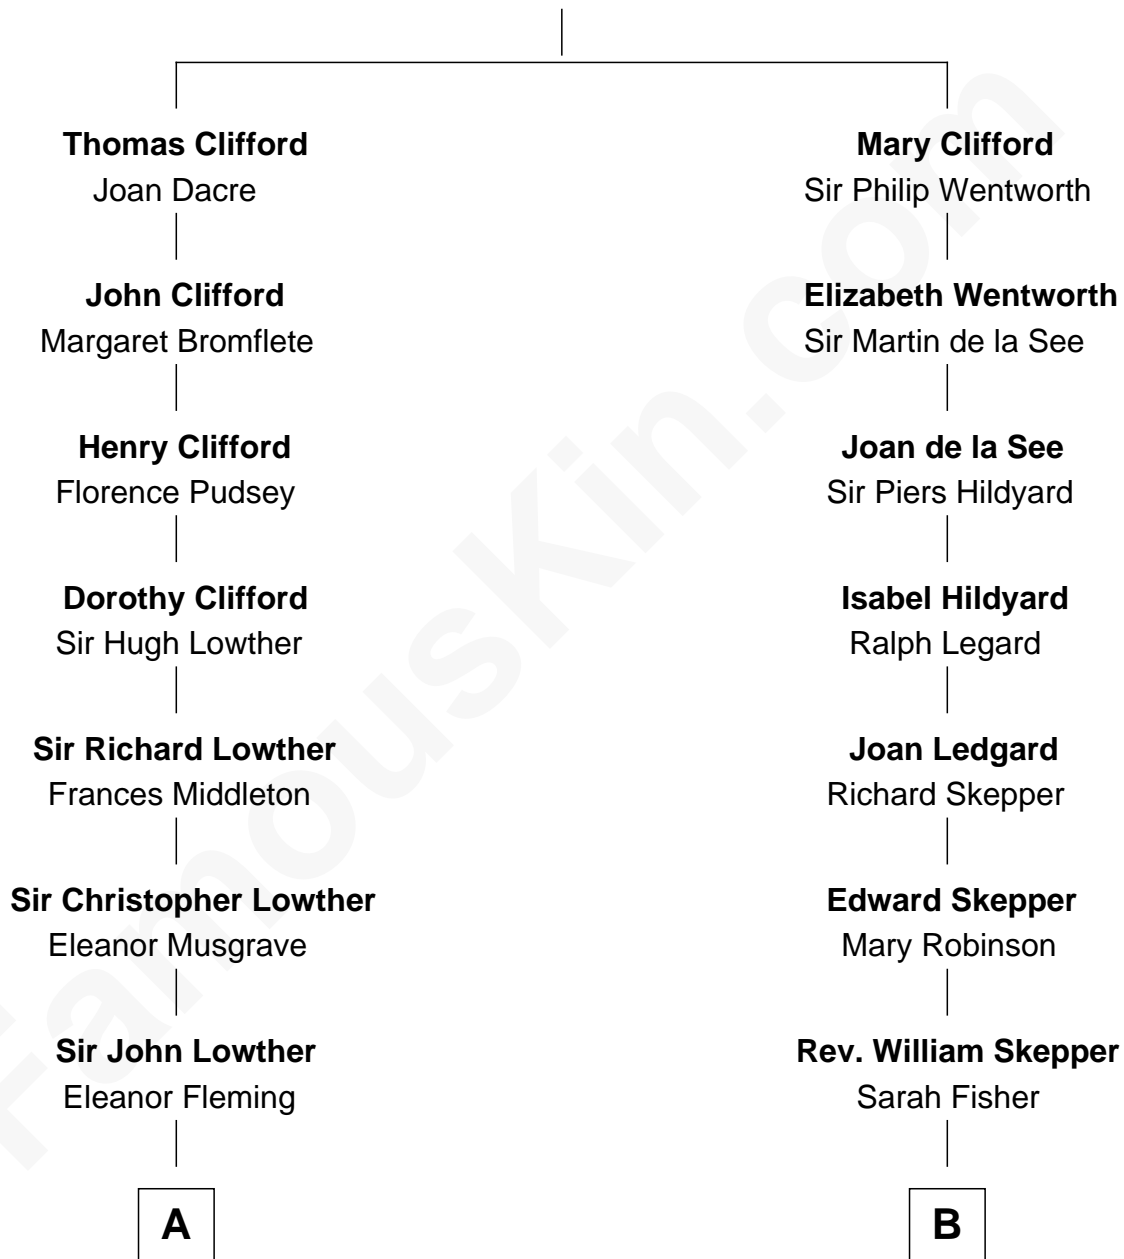 Thomas Clifford
Joan Dacre
John Clifford
Margaret Bromflete
Henry Clifford
Florence Pudsey
Dorothy Clifford
Sir Hugh Lowther
Sir Richard Lowther
Frances Middleton
Sir Christopher Lowther
Eleanor Musgrave
Sir John Lowther
Eleanor Fleming
A
Mary Clifford
Sir Philip Wentworth
Elizabeth Wentworth
Sir Martin de la See
Joan de la See
Sir Piers Hildyard
Isabel Hildyard
Ralph Legard
Joan Ledgard
Richard Skepper
Edward Skepper
Mary Robinson
Rev. William Skepper
Sarah Fisher
B
FamousKin.com